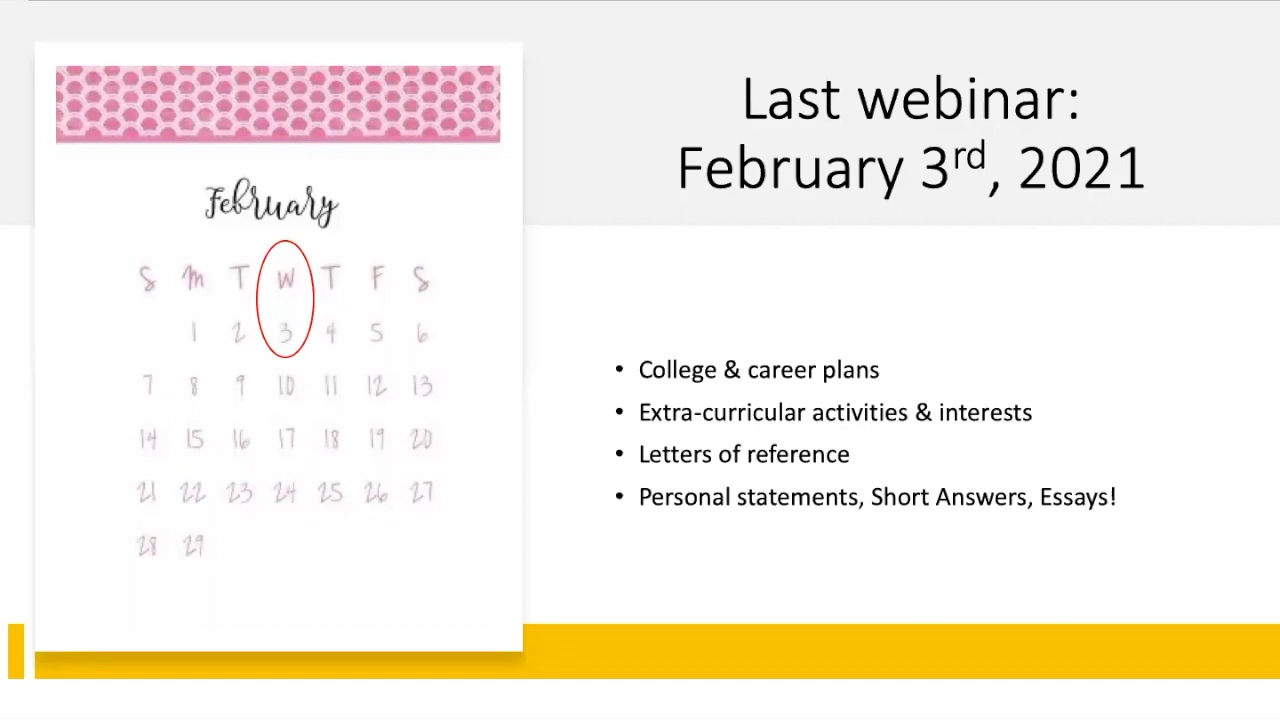 February
S M T W T F S
1 2 3 4 5 6
7 8 9 10 11 12 13
14 15 16 17 18 19 20
21 22 23 24 25 26 27
28 29
Last webinar:
February 3rd, 2021
• College & career plans
• Extra-curricular activities & interests
• Letters of reference
• Personal statements, Short Answers, Essays!